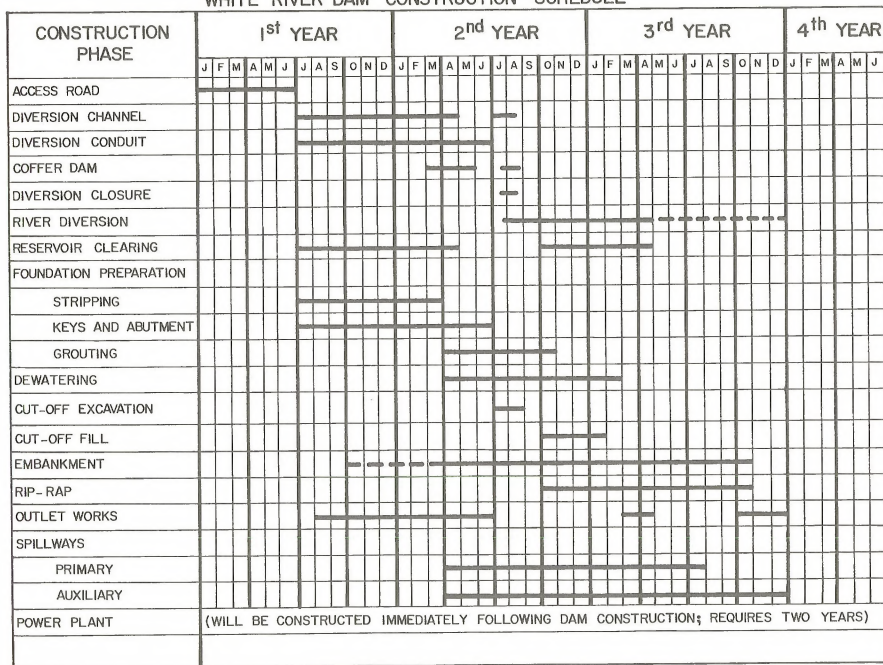 WHITE RIVER DAM CONSTRUCTION SCHEDULE
CONSTRUCTION PHASE 1st YEAR 2nd YEAR 3rd YEAR 4th YEAR
J F M A M J J A S O N D J F M A M J J A S O N D J F M A M J J A S O N D J F M A M J
ACCESS ROAD
DIVERSION CHANNEL
DIVERSION CONDUIT
COFFER DAM
DIVERSION CLOSURE
RIVER DIVERSION
RESERVOIR CLEARING
FOUNDATION PREPARATION
STRIPPING
KEYS AND ABUTMENT
GROUTING
DEWATERING
CUT-OFF EXCAVATION
CUT-OFF FILL
EMBANKMENT
RIP-RAP
OUTLET WORKS
SPILLWAYS
PRIMARY
AUXILIARY
POWER PLANT (WILL BE CONSTRUCTED IMMEDIATELY FOLLOWING DAM CONSTRUCTION; REQUIRES TWO YEARS)